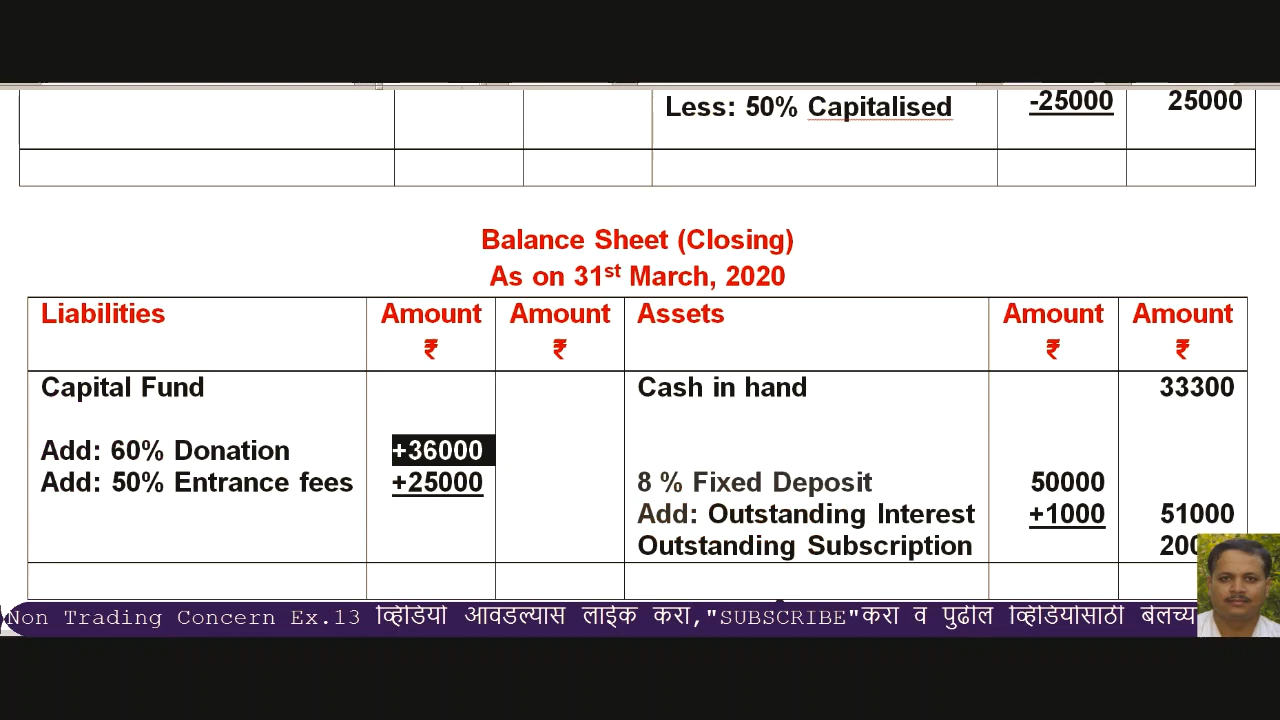 Less: 50% Capitalised -25000 25000
Balance Sheet (Closing)
As on 31st March, 2020
Liabilities Amount ₹ Amount ₹ Assets Amount ₹ Amount ₹
Capital Fund Cash in hand 33300
Add: 60% Donation +36000
Add: 50% Entrance fees +25000 8 % Fixed Deposit 50000
Add: Outstanding Interest +1000 51000
Outstanding Subscription
Non Trading Concern Ex.13 व्हिडियो आवडल्यास लाईक करा,"SUBSCRIBE"करा व पुढील व्हिडियोसाठी